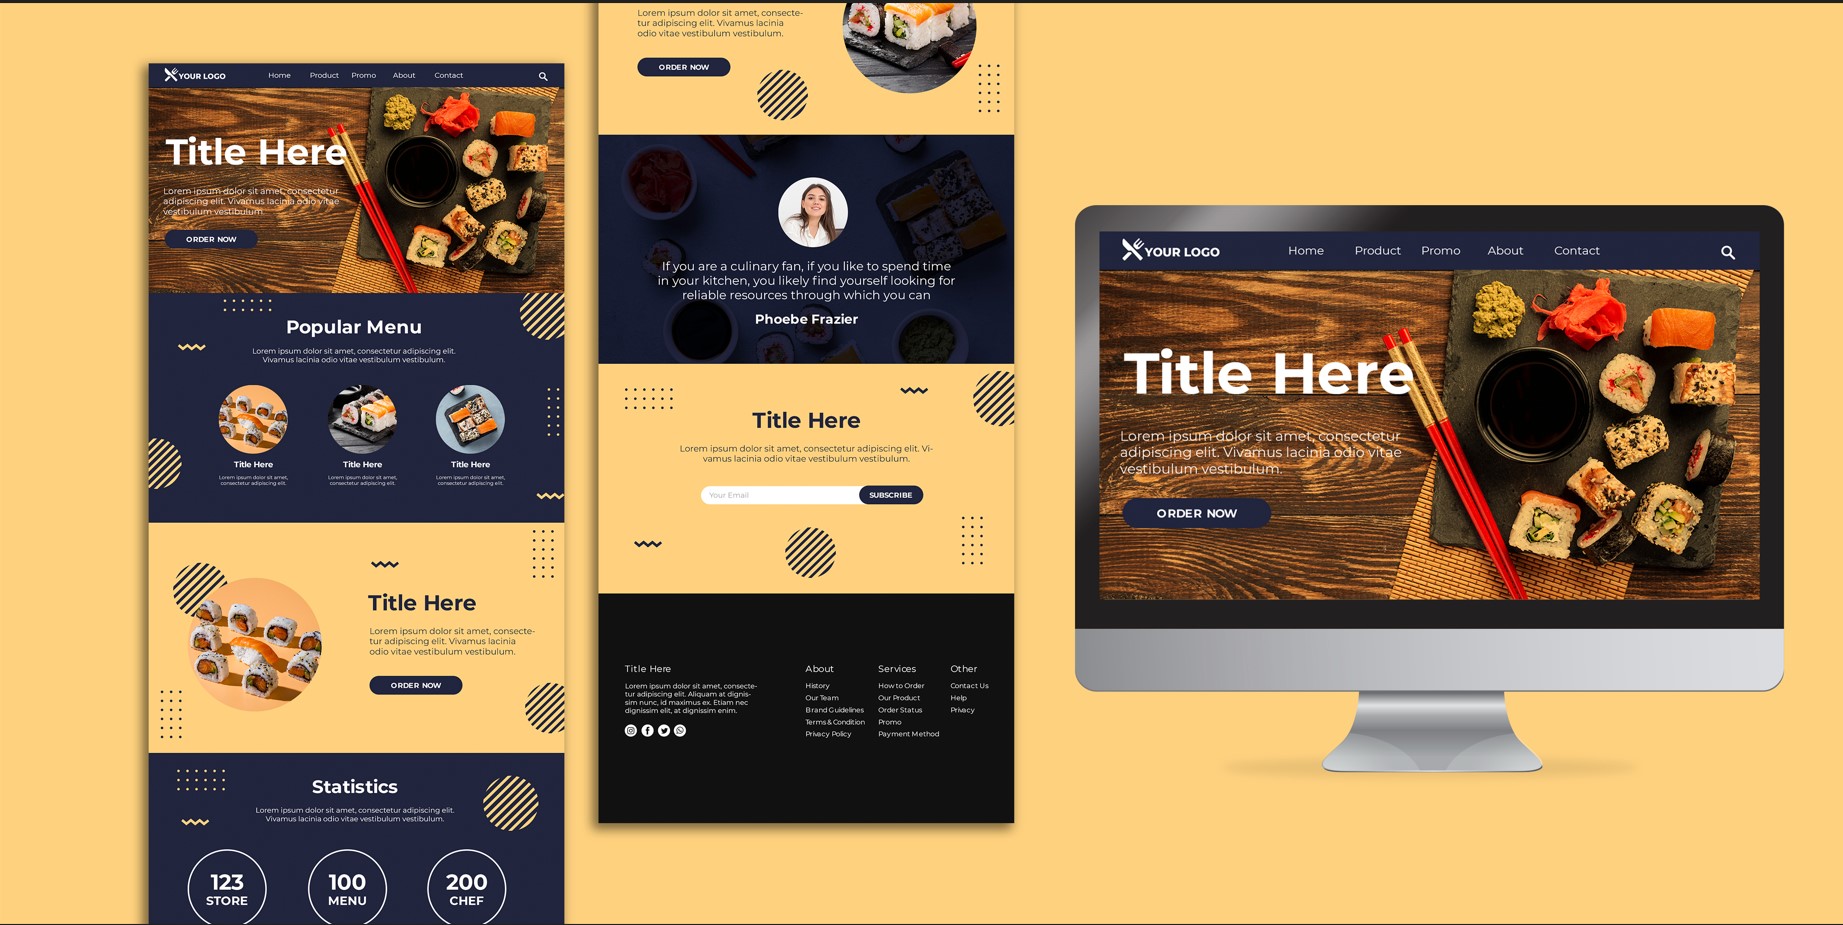 YOUR LOGO
Home Product Promo About Contact
Title Here
Lorem ipsum dolor sit amet, consectetur
adipiscing elit. Vivamus lacinia odio vitae
vestibulum vestibulum.
ORDER NOW
Popular Menu
Lorem ipsum dolor sit amet, consectetur adipiscing elit.
Vivamus lacinia odio vitae vestibulum vestibulum.
Title Here
Lorem ipsum dolor sit amet,
consectetur adipiscing elit.
Title Here
Lorem ipsum dolor sit amet,
consectetur adipiscing elit.
Title Here
Lorem ipsum dolor sit amet,
consectetur adipiscing elit.
Title Here
Lorem ipsum dolor sit amet, consecte-
tur adipiscing elit. Vivamus lacinia
odio vitae vestibulum vestibulum.
ORDER NOW
Statistics
Lorem ipsum dolor sit amet, consectetur adipiscing elit.
Vivamus lacinia odio vitae vestibulum vestibulum.
123
STORE
100
MENU
200
CHEF
Lorem ipsum dolor sit amet, consecte-
tur adipiscing elit. Vivamus lacinia
odio vitae vestibulum vestibulum.
ORDER NOW
If you are a culinary fan, if you like to spend time
in your kitchen, you likely find yourself looking for
reliable resources through which you can
Phoebe Frazier
Title Here
Lorem ipsum dolor sit amet, consectetur adipiscing elit. Vi-
vamus lacinia odio vitae vestibulum vestibulum.
Your Email
SUBSCRIBE
Title Here
Lorem ipsum dolor sit amet, consecte-
tur adipiscing elit. Aliquam at dignis-
sim nunc, id maximus ex. Etiam nec
dignissim elit, at dignissim enim.
About
History
Our Team
Brand Guidelines
Terms & Condition
Privacy Policy
Services
How to Order
Our Product
Order Status
Promo
Payment Method
Other
Contact Us
Help
Privacy
YOUR LOGO
Home Product Promo About Contact
Title Here
Lorem ipsum dolor sit amet, consectetur
adipiscing elit. Vivamus lacinia odio vitae
vestibulum vestibulum.
ORDER NOW